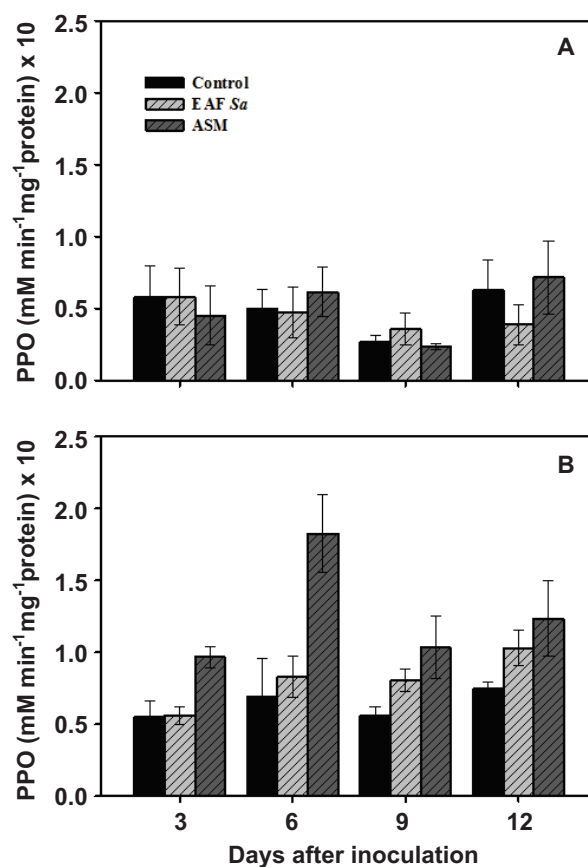 A
Control
EAF Sa
ASM
PPO (mM min⁻¹mg⁻¹protein) x 10
2.5
2.0
1.5
1.0
0.5
0.0
B
PPO (mM min⁻¹mg⁻¹protein) x 10
2.5
2.0
1.5
1.0
0.5
0.0
3 6 9 12
Days after inoculation